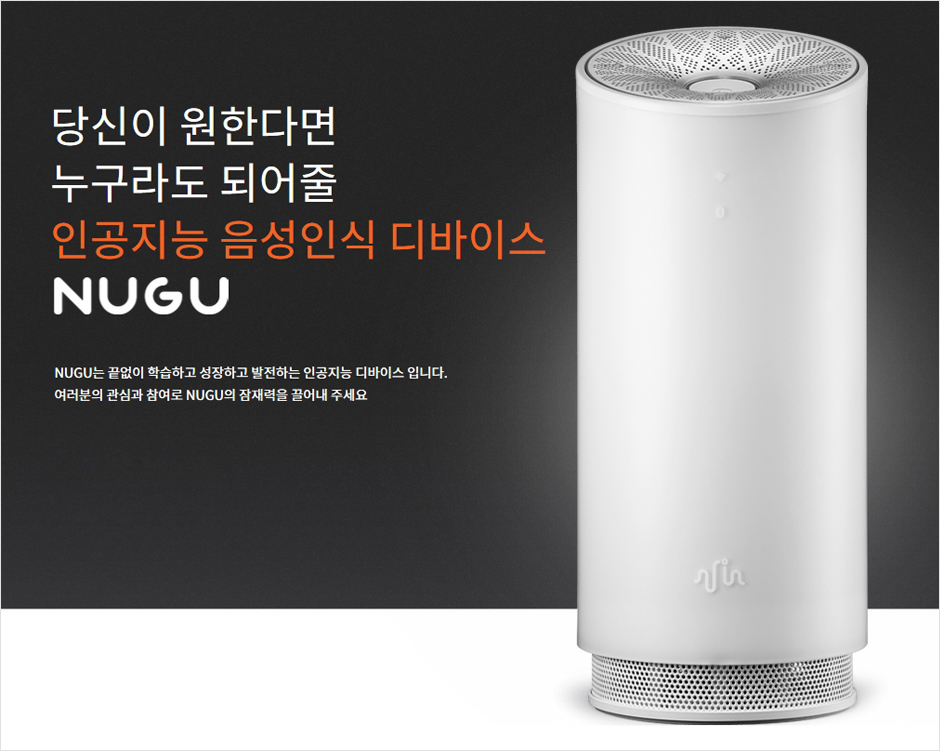 당신이 원한다면
누구라도 되어줄
인공지능 음성인식 디바이스
NUGU
NUGU는 끝없이 학습하고 성장하고 발전하는 인공지능 디바이스 입니다.
여러분의 관심과 참여로 NUGU의 잠재력을 끌어내 주세요